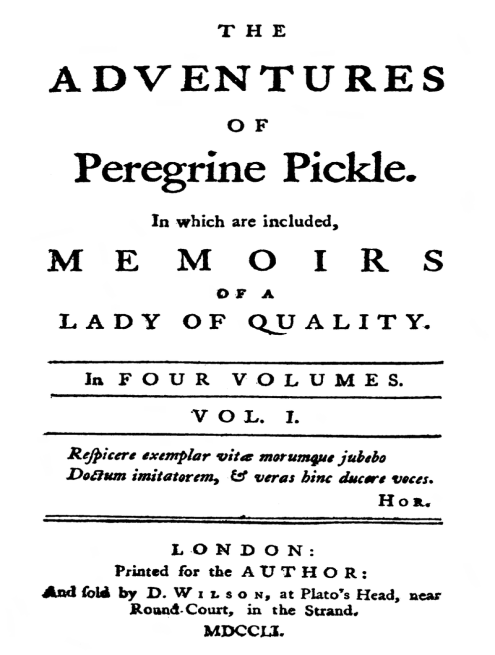 THE
ADVENTURES
OF
Peregrine Pickle.
In which are included,
MEMOIRS
OF A
LADY OF QUALITY.
In FOUR VOLUMES.
VOL. I.
Reſpicere exemplar vitæ morumque jubebo
Doctum imitatorem, & veras hinc ducere voces.
HOR.
LONDON:
Printed for the AUTHOR:
And ſold by D. WILSON, at Plato's Head, near
Round-Court, in the Strand.
MDCCLI.